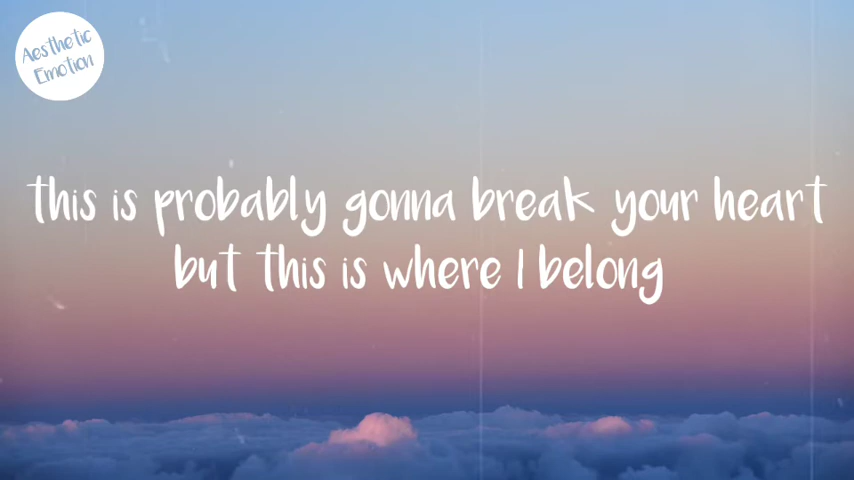 Aesthetic
Emotion
this is probably gonna break your heart
but this is where I belong